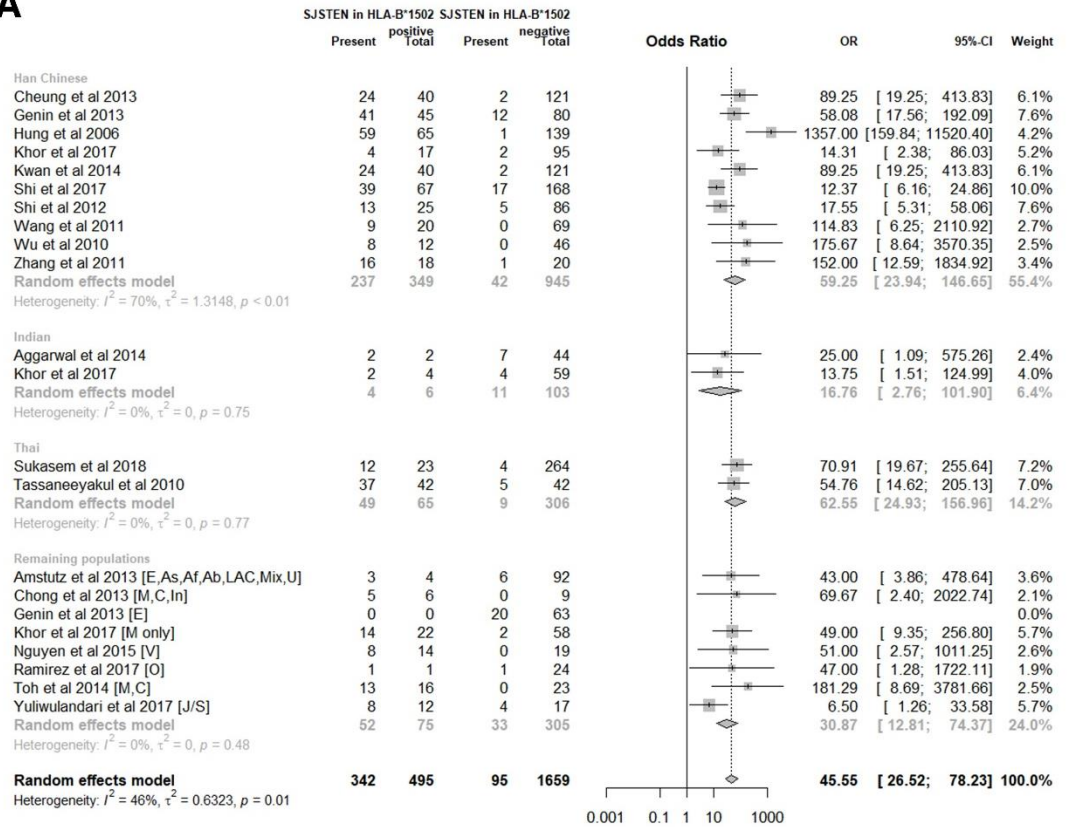 A
SJSTEN in HLA-B*1502 SJSTEN in HLA-B*1502
positive negative
Present Total Present Total Odds Ratio OR 95%-CI Weight
Han Chinese
Cheung et al 2013 24 40 2 121 89.25 [ 19.25; 413.83] 6.1%
Genin et al 2013 41 45 12 80 58.08 [ 17.56; 192.09] 7.6%
Hung et al 2006 59 65 1 139 1357.00 [159.84; 11520.40] 4.2%
Khor et al 2017 4 17 2 95 14.31 [ 2.38; 86.03] 5.2%
Kwan et al 2014 24 40 2 121 89.25 [ 19.25; 413.83] 6.1%
Shi et al 2017 39 67 17 168 12.37 [ 6.16; 24.86] 10.0%
Shi et al 2012 13 25 5 86 17.55 [ 5.31; 58.06] 7.6%
Wang et al 2011 9 20 0 69 114.83 [ 6.25; 2110.92] 2.7%
Wu et al 2010 8 12 0 46 175.67 [ 8.64; 3570.35] 2.5%
Zhang et al 2011 16 18 1 20 152.00 [ 12.59; 1834.92] 3.4%
Random effects model 237 349 42 945 59.25 [ 23.94; 146.65] 55.4%
Heterogeneity: I² = 70%, τ² = 1.3148, p < 0.01
Indian
Aggarwal et al 2014 2 2 7 44 25.00 [ 1.09; 575.26] 2.4%
Khor et al 2017 2 4 4 59 13.75 [ 1.51; 124.99] 4.0%
Random effects model 4 6 11 103 16.76 [ 2.76; 101.90] 6.4%
Heterogeneity: I² = 0%, τ² = 0, p = 0.75
Thai
Sukasem et al 2018 12 23 4 264 70.91 [ 19.67; 255.64] 7.2%
Tassaneeyakul et al 2010 37 42 5 42 54.76 [ 14.62; 205.13] 7.0%
Random effects model 49 65 9 306 62.55 [ 24.93; 156.96] 14.2%
Heterogeneity: I² = 0%, τ² = 0, p = 0.77
Remaining populations
Amstutz et al 2013 [E,As,Af,Ab,LAC,Mix,U] 3 4 6 92 43.00 [ 3.86; 478.64] 3.6%
Chong et al 2013 [M,C,In] 5 6 0 9 69.67 [ 2.40; 2022.74] 2.1%
Genin et al 2013 [E] 0 0 20 63 0.0%
Khor et al 2017 [M only] 14 22 2 58 49.00 [ 9.35; 256.80] 5.7%
Nguyen et al 2015 [V] 8 14 0 19 51.00 [ 2.57; 1011.25] 2.6%
Ramirez et al 2017 [O] 1 1 1 24 47.00 [ 1.28; 1722.11] 1.9%
Toh et al 2014 [M,C] 13 16 0 23 181.29 [ 8.69; 3781.66] 2.5%
Yuliwulandari et al 2017 [J/S] 8 12 4 17 6.50 [ 1.26; 33.58] 5.7%
Random effects model 52 75 33 305 30.87 [ 12.81; 74.37] 24.0%
Heterogeneity: I² = 0%, τ² = 0, p = 0.48
Random effects model 342 495 95 1659 45.55 [ 26.52; 78.23] 100.0%
Heterogeneity: I² = 46%, τ² = 0.6323, p = 0.01
0.001 0.1 1 10 1000